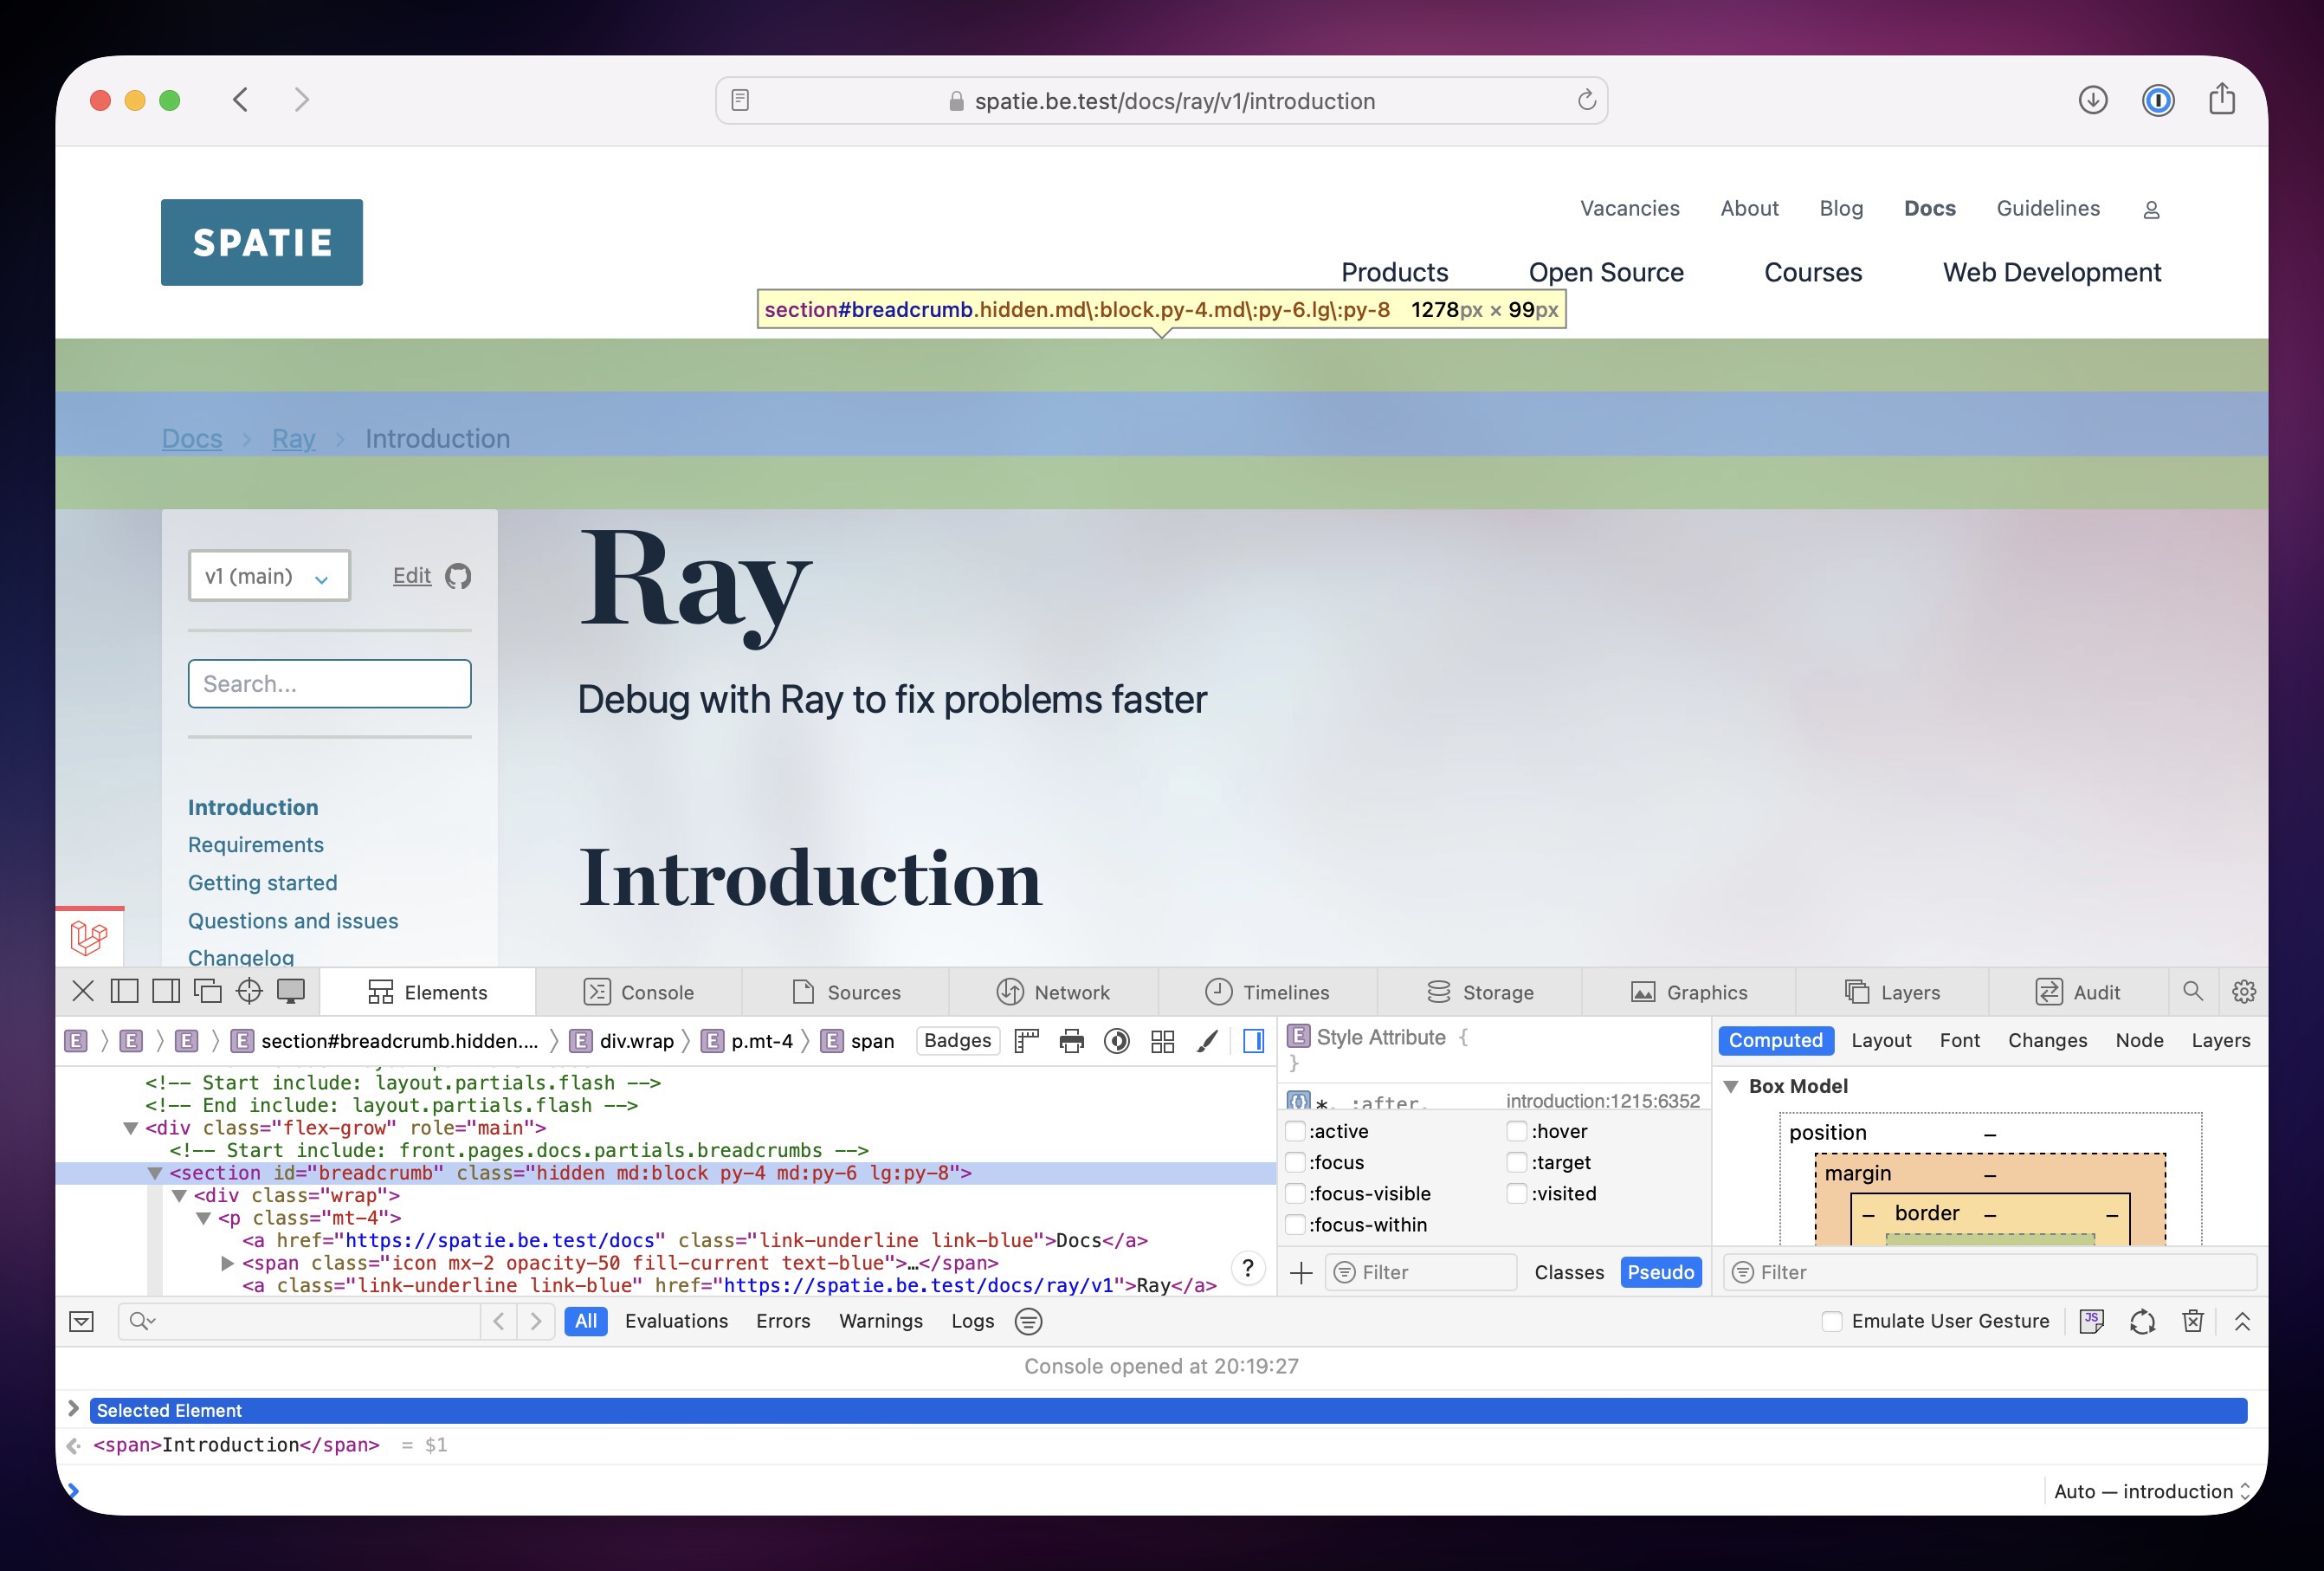 spatie.be.test/docs/ray/v1/introduction
SPATIE
Vacancies About Blog Docs Guidelines
Products Open Source Courses Web Development
section#breadcrumb.hidden.md\:block.py-4.md\:py-6.lg\:py-8 1278px × 99px
Docs Ray Introduction
v1 (main) Edit
Search...
Introduction
Requirements
Getting started
Questions and issues
Changelog
Ray
Debug with Ray to fix problems faster
Introduction
Elements Console Sources Network Timelines Storage Graphics Layers Audit
E E E E section#breadcrumb.hidden.... E div.wrap E p.mt-4 E span Badges
<!-- Start include: layout.partials.flash -->
<!-- End include: layout.partials.flash -->
<div class="flex-grow" role="main">
<!-- Start include: front.pages.docs.partials.breadcrumbs -->
<section id="breadcrumb" class="hidden md:block py-4 md:py-6 lg:py-8">
<div class="wrap">
<p class="mt-4">
<a href="https://spatie.be.test/docs" class="link-underline link-blue">Docs</a>
<span class="icon mx-2 opacity-50 fill-current text-blue">…</span>
<a class="link-underline link-blue" href="https://spatie.be.test/docs/ray/v1">Ray</a>
?
E Style Attribute {
}
*, :after, introduction:1215:6352
:active :hover
:focus :target
:focus-visible :visited
:focus-within
Filter Classes Pseudo
Computed Layout Font Changes Node Layers
Box Model
position –
margin –
– border – –
Filter
All Evaluations Errors Warnings Logs Emulate User Gesture JS
Console opened at 20:19:27
Selected Element
<span>Introduction</span> = $1
Auto — introduction